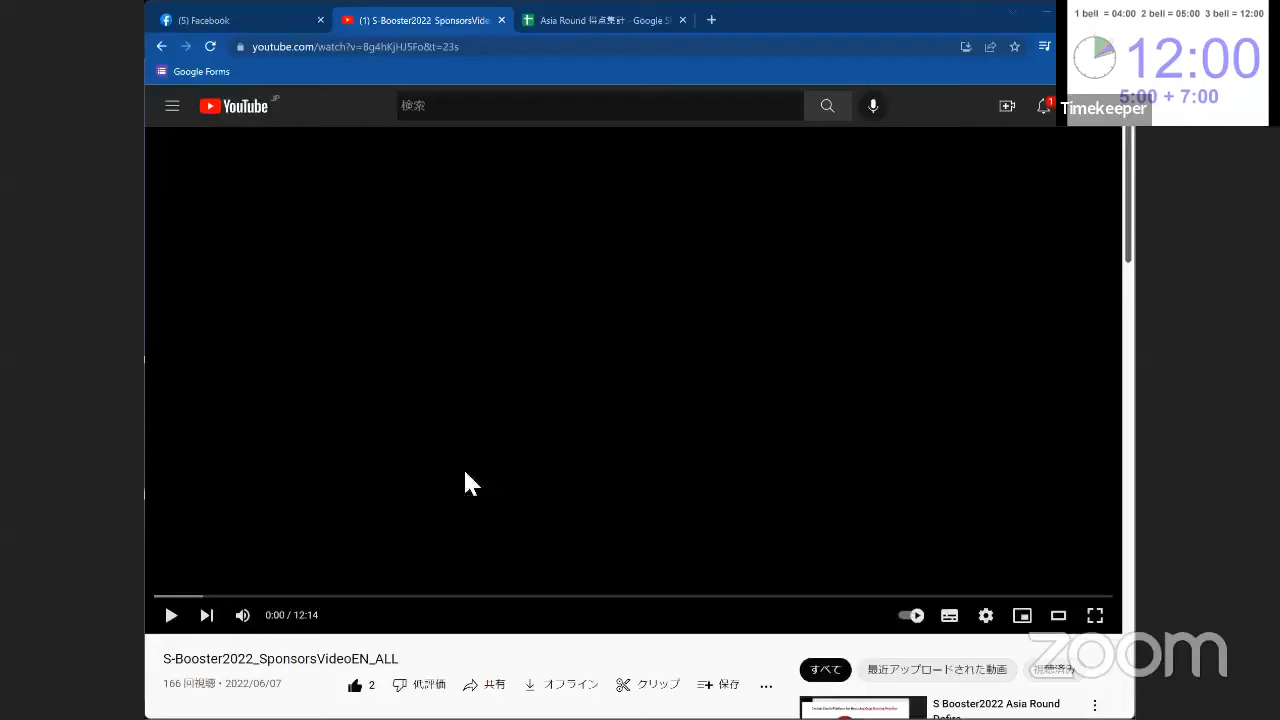 (5) Facebook
(1) S-Booster2022_SponsorsVide
Asia Round 得点集計 - Google S
youtube.com/watch?v=8g4hKjHJ5Fo&t=23s
Google Forms
1 bell = 04:00 2 bell = 05:00 3 bell = 12:00
12:00
5:00 + 7:00
Timekeeper
YouTube JP
検索
1
0:00 / 12:14
S-Booster2022_SponsorsVideoEN_ALL
回視聴・2022/06/07
低評価
共有
オフライン
クリップ
保存
すべて
最近アップロードされた動画
視聴済み
zoom
S Booster2022 Asia Round